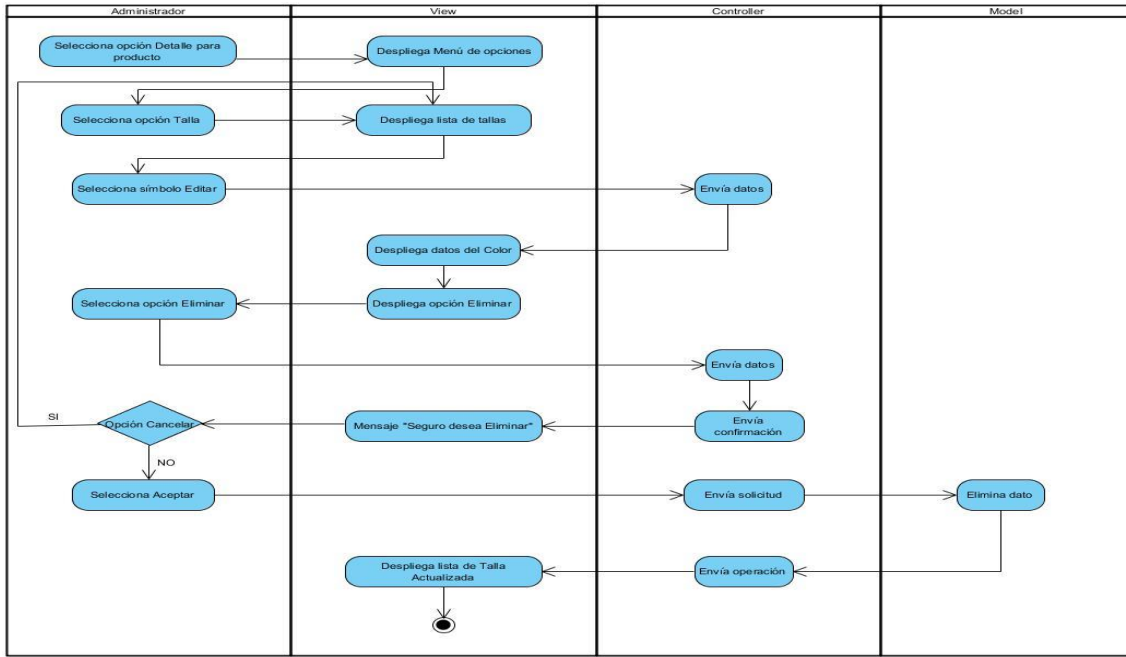 Administrador
View
Controller
Model
Selecciona opción Detalle para
producto
Despliega Menú de opciones
Selecciona opción Talla
Despliega lista de tallas
Selecciona símbolo Editar
Envía datos
Despliega datos del Color
Selecciona opción Eliminar
Despliega opción Eliminar
Envía datos
SI
Opción Cancelar
Mensaje "Seguro desea Eliminar"
Envía
confirmación
NO
Selecciona Aceptar
Envía solicitud
Elimina dato
Despliega lista de Talla
Actualizada
Envía operación